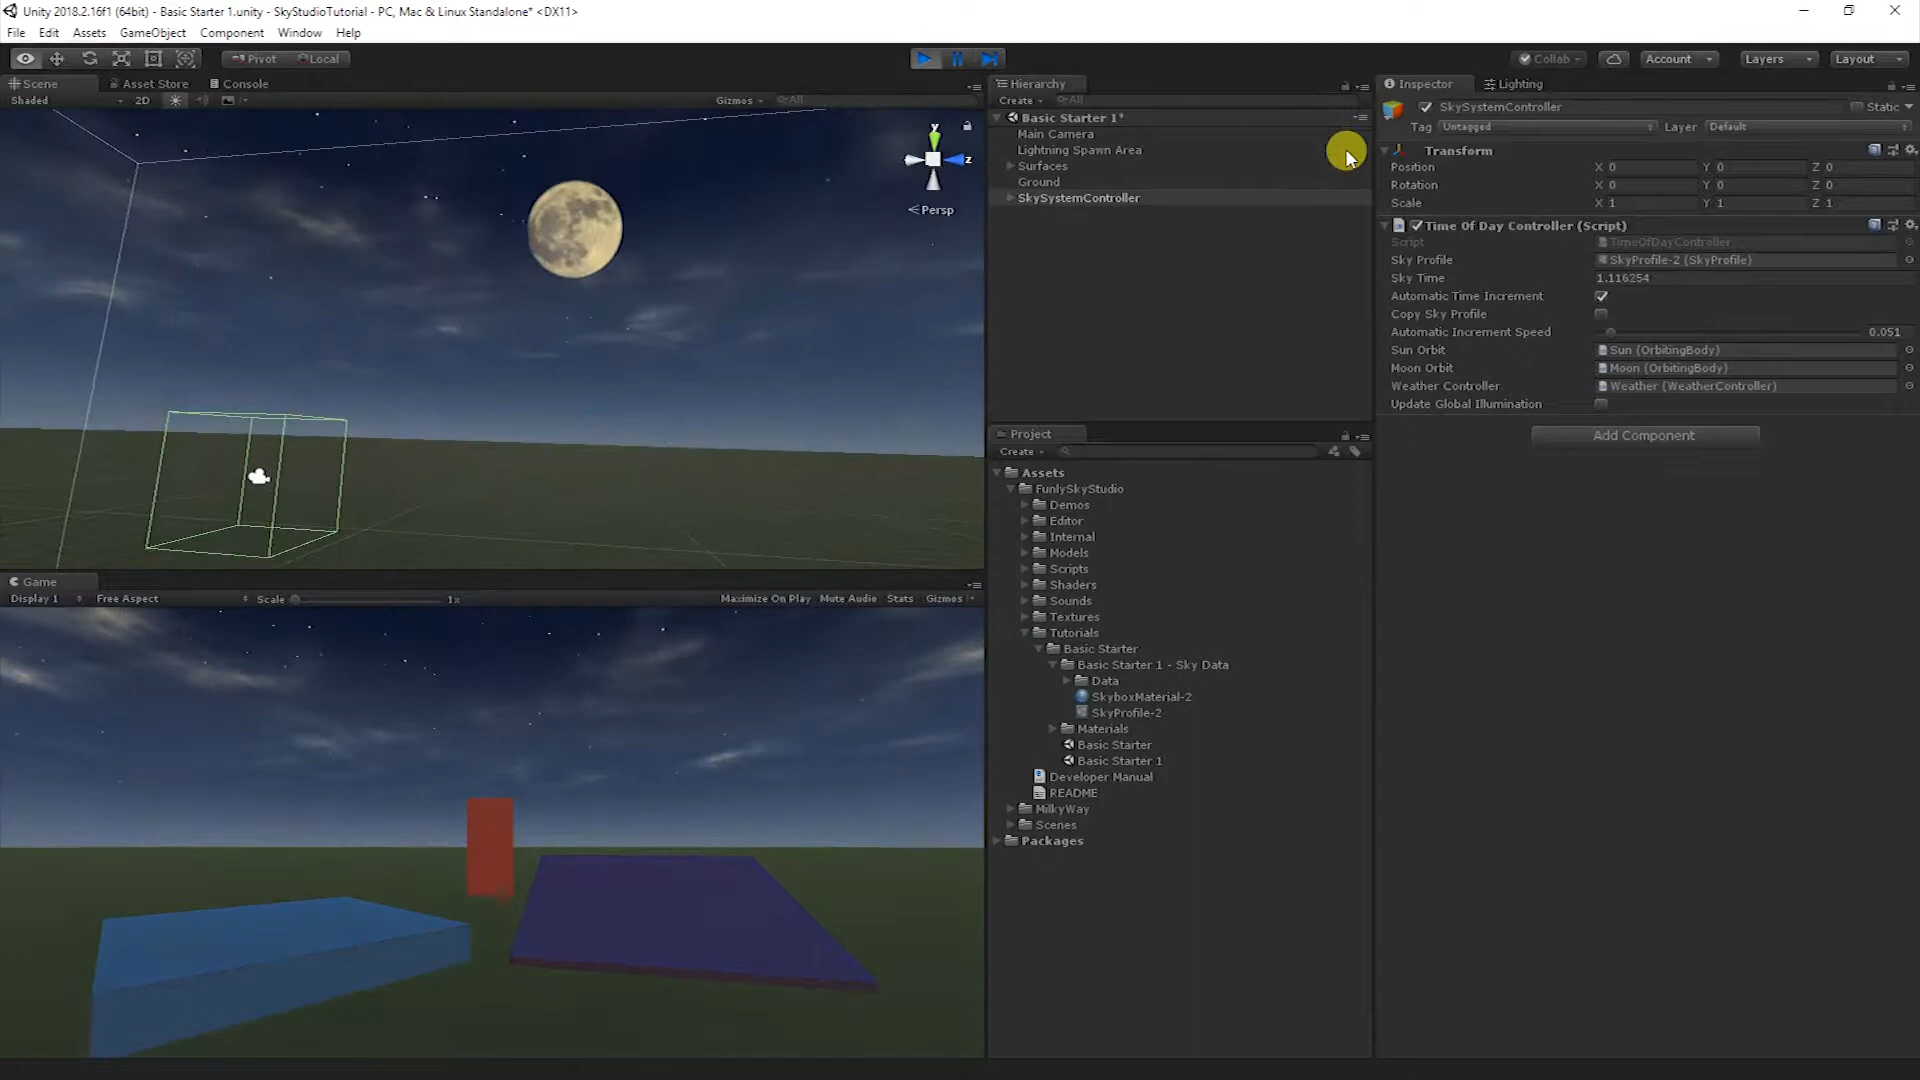 Unity 2018.2.16f1 (64bit) - Basic Starter 1.unity - SkyStudioTutorial - PC, Mac & Linux Standalone* <DX11>
File Edit Assets GameObject Component Window Help
Pivot Local Collab Account Layers Layout
Scene Asset Store Console
Shaded 2D Gizmos All
y
z
Persp
Game
Display 1 Free Aspect Scale 1x Maximize On Play Mute Audio Stats Gizmos
Hierarchy
Create All
Basic Starter 1*
Main Camera
Lightning Spawn Area
Surfaces
Ground
SkySystemController
Project
Create
Assets
FunlySkyStudio
Demos
Editor
Internal
Models
Scripts
Shaders
Sounds
Textures
Tutorials
Basic Starter
Basic Starter 1 - Sky Data
Data
SkyboxMaterial-2
SkyProfile-2
Materials
Basic Starter
Basic Starter 1
Developer Manual
README
MilkyWay
Scenes
Packages
Inspector Lighting
SkySystemController Static
Tag Untagged Layer Default
Transform
Position X 0 Y 0 Z 0
Rotation X 0 Y 0 Z 0
Scale X 1 Y 1 Z 1
Time Of Day Controller (Script)
Script TimeOfDayController
Sky Profile SkyProfile-2 (SkyProfile)
Sky Time 1.116254
Automatic Time Increment
Copy Sky Profile
Automatic Increment Speed 0.051
Sun Orbit Sun (OrbitingBody)
Moon Orbit Moon (OrbitingBody)
Weather Controller Weather (WeatherController)
Update Global Illumination
Add Component